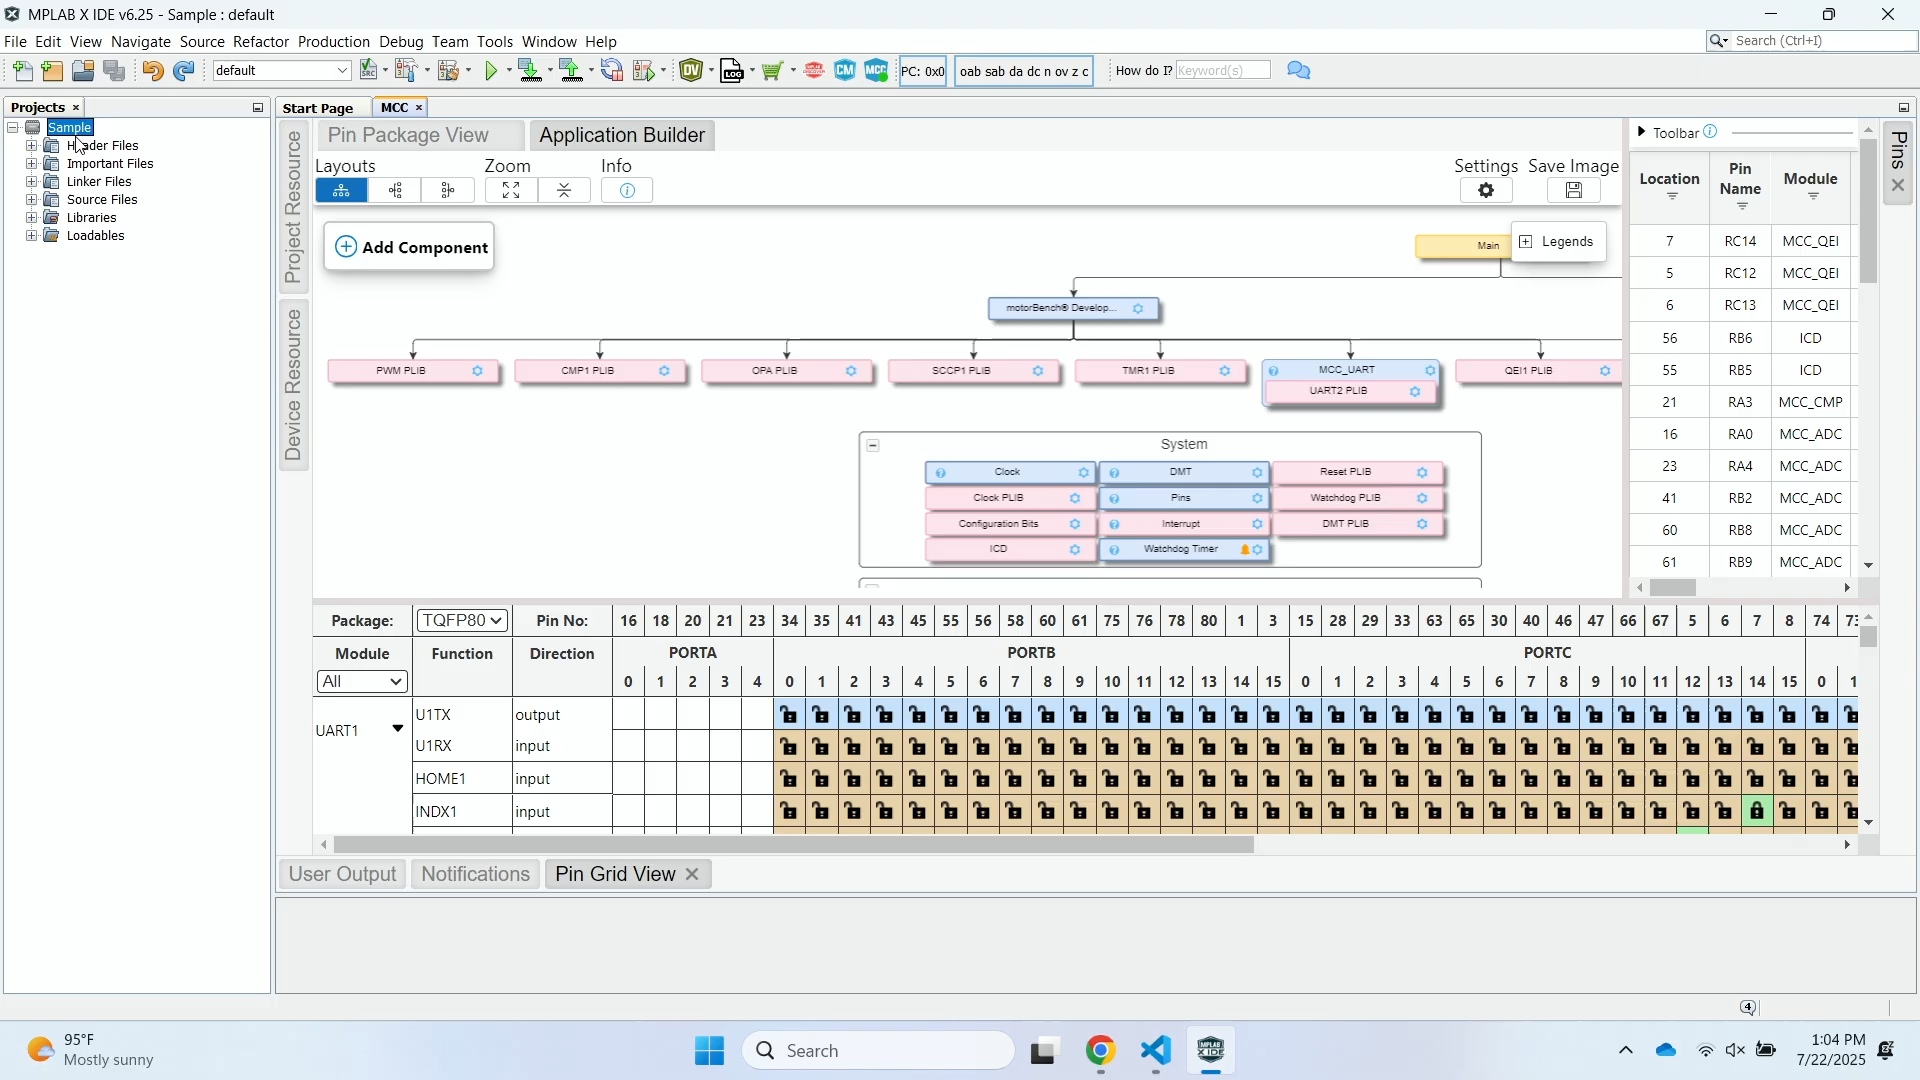 MPLAB X IDE v6.25 - Sample : default
File Edit View Navigate Source Refactor Production Debug Team Tools Window Help
Search (Ctrl+I)
default
PC: 0x0
oab sab da dc n ov z c
How do I?
Keyword(s)
Projects
Start Page
MCC
Sample
Header Files
Important Files
Linker Files
Source Files
Libraries
Loadables
Project Resource
Device Resource
Pin Package View
Application Builder
Layouts
Zoom
Info
Settings
Save Image
Add Component
Main
Legends
motorBench® Develop...
PWM PLIB
CMP1 PLIB
OPA PLIB
SCCP1 PLIB
TMR1 PLIB
MCC_UART
UART2 PLIB
QEI1 PLIB
System
Clock
DMT
Reset PLIB
Clock PLIB
Pins
Watchdog PLIB
Configuration Bits
Interrupt
DMT PLIB
ICD
Watchdog Timer
Toolbar
Pins
Location Pin Name Module
7 RC14 MCC_QEI
5 RC12 MCC_QEI
6 RC13 MCC_QEI
56 RB6 ICD
55 RB5 ICD
21 RA3 MCC_CMP
16 RA0 MCC_ADC
23 RA4 MCC_ADC
41 RB2 MCC_ADC
60 RB8 MCC_ADC
61 RB9 MCC_ADC
Package: TQFP80 Pin No: 16 18 20 21 23 34 35 41 43 45 55 56 58 60 61 75 76 78 80 1 3 15 28 29 33 63 65 30 40 46 47 66 67 5 6 7 8 74 73
Module Function Direction PORTA PORTB PORTC
All 0 1 2 3 4 0 1 2 3 4 5 6 7 8 9 10 11 12 13 14 15 0 1 2 3 4 5 6 7 8 9 10 11 12 13 14 15 0 1
UART1
U1TX output
U1RX input
HOME1 input
INDX1 input
User Output
Notifications
Pin Grid View
4
95°F
Mostly sunny
Search
1:04 PM
7/22/2025